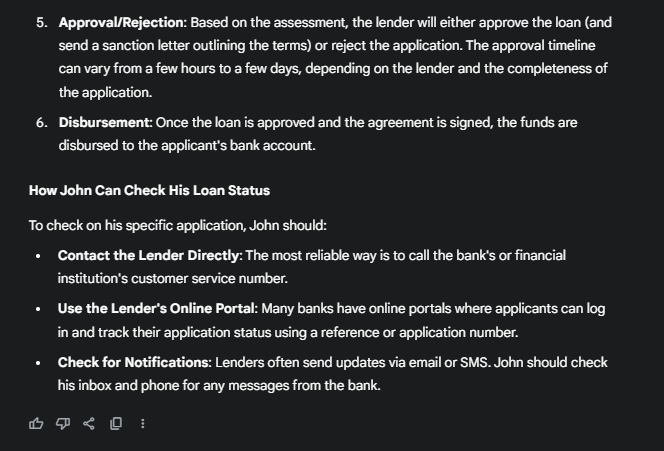 5. Approval/Rejection: Based on the assessment, the lender will either approve the loan (and
send a sanction letter outlining the terms) or reject the application. The approval timeline
can vary from a few hours to a few days, depending on the lender and the completeness of
the application.
6. Disbursement: Once the loan is approved and the agreement is signed, the funds are
disbursed to the applicant's bank account.
How John Can Check His Loan Status
To check on his specific application, John should:
• Contact the Lender Directly: The most reliable way is to call the bank's or financial
institution's customer service number.
• Use the Lender's Online Portal: Many banks have online portals where applicants can log
in and track their application status using a reference or application number.
• Check for Notifications: Lenders often send updates via email or SMS. John should check
his inbox and phone for any messages from the bank.